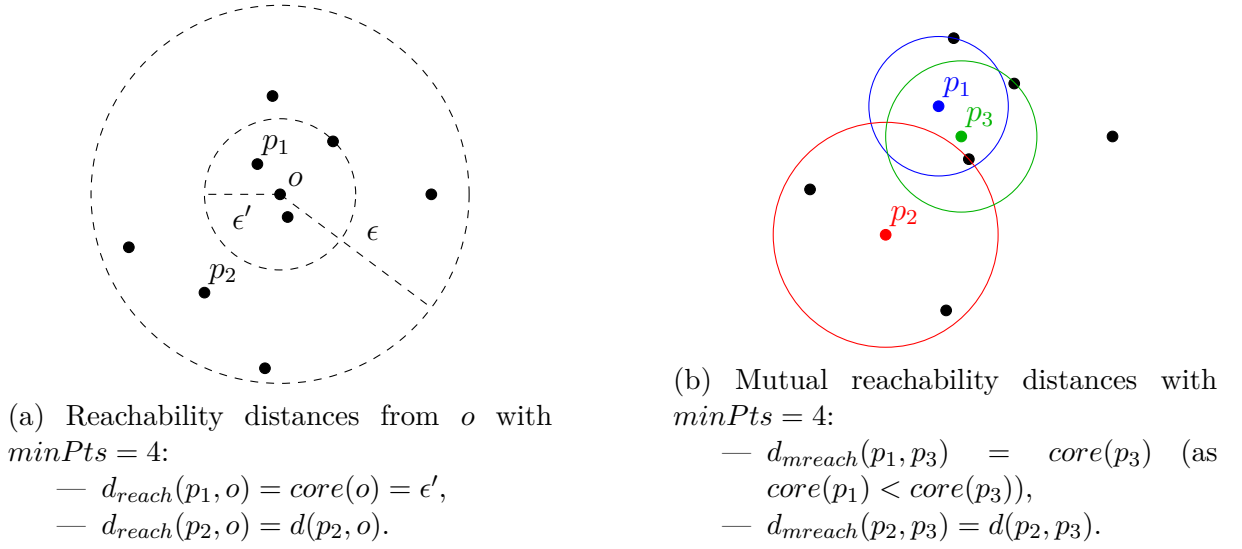 p₁
o
ϵ′
ϵ
p₂
(a) Reachability distances from o with
minPts = 4:
— d_reach(p₁, o) = core(o) = ϵ′,
— d_reach(p₂, o) = d(p₂, o).
p₁
p₃
p₂
(b) Mutual reachability distances with
minPts = 4:
— d_mreach(p₁, p₃) = core(p₃) (as
core(p₁) < core(p₃)),
— d_mreach(p₂, p₃) = d(p₂, p₃).